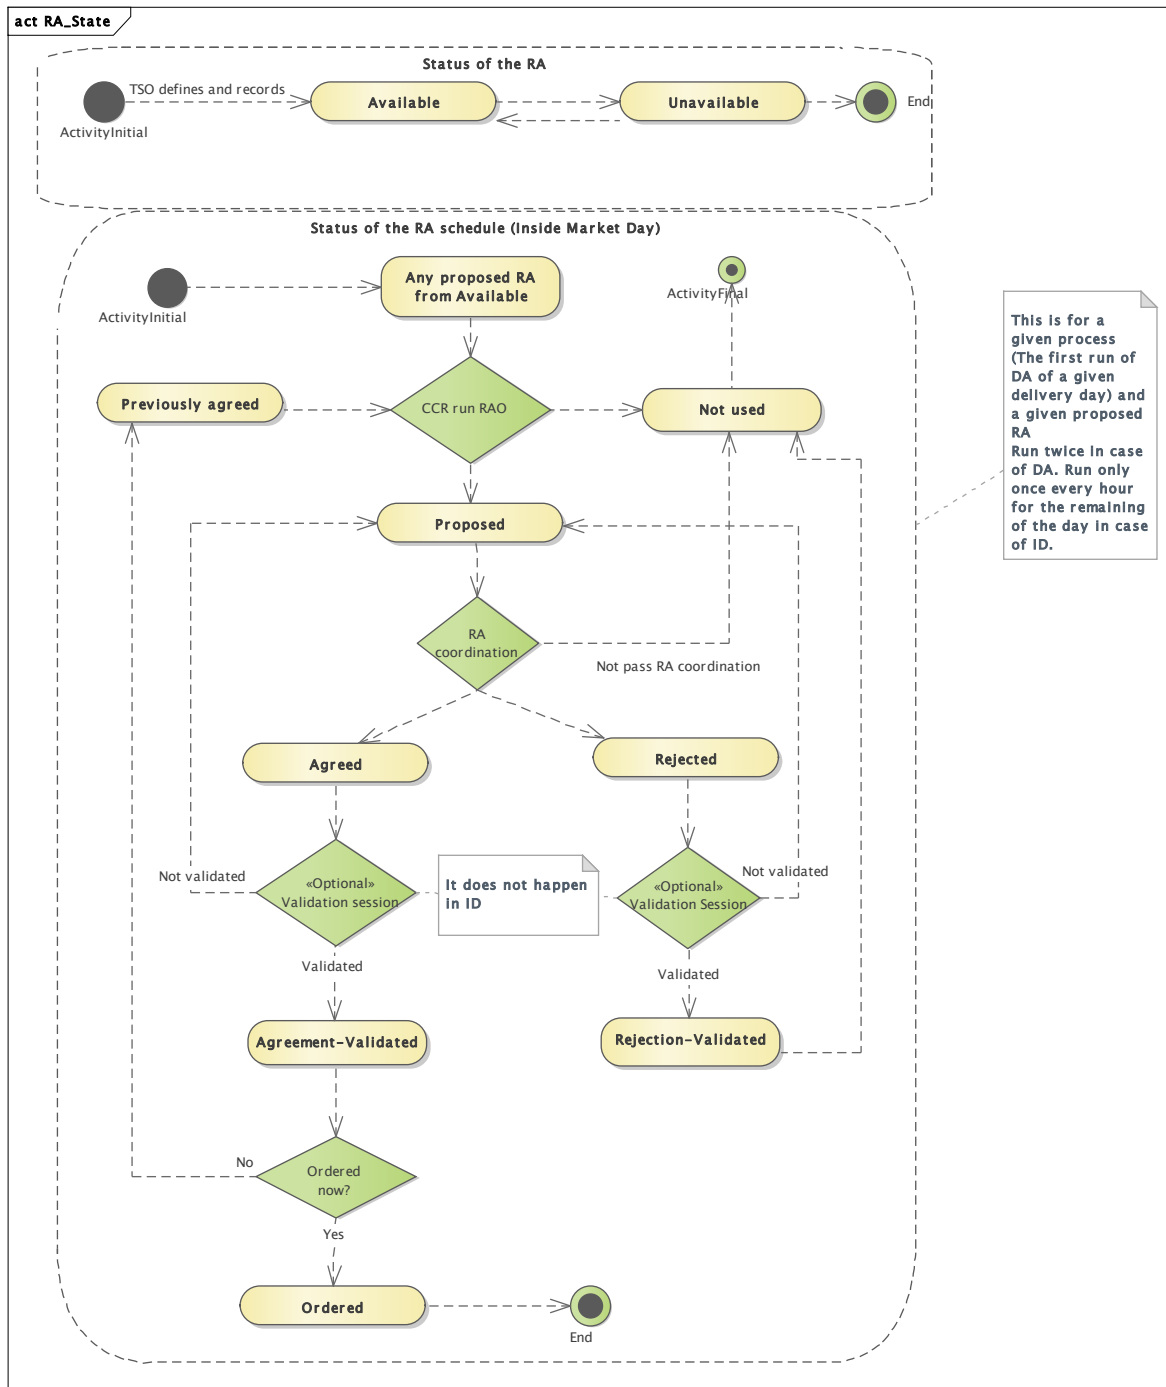 act RA_State
Status of the RA
TSO defines and records
Available
Unavailable
End
ActivityInitial
Status of the RA schedule (Inside Market Day)
Any proposed RA
from Available
ActivityInitial
ActivityFinal
This is for a
given process
(The first run of
DA of a given
delivery day) and
a given proposed
RA
Run twice in case
of DA. Run only
once every hour
for the remaining
of the day in case
of ID.
Previously agreed
CCR run RAO
Not used
Proposed
RA
coordination
Not pass RA coordination
Agreed
Rejected
Not validated
«Optional»
Validation session
It does not happen
in ID
«Optional»
Validation Session
Not validated
Validated
Validated
Agreement-Validated
Rejection-Validated
No
Ordered
now?
Yes
Ordered
End